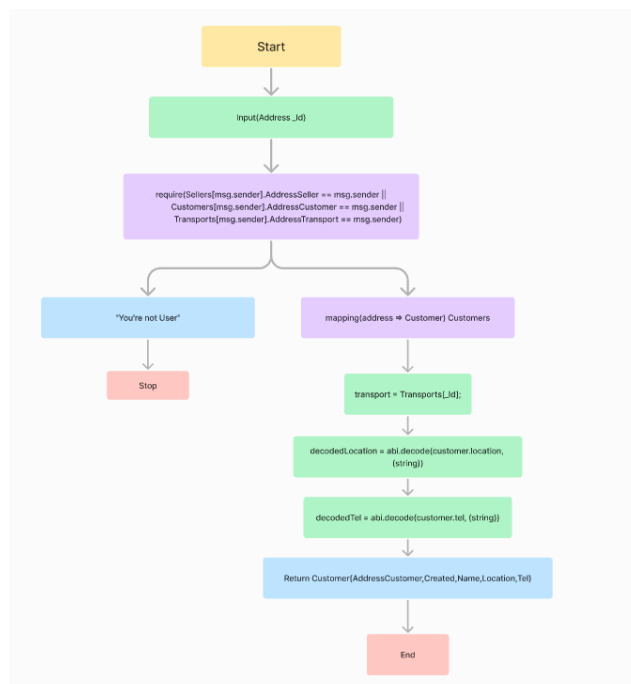 Start
Input(Address _Id)
require(Sellers[msg.sender].AddressSeller == msg.sender ||
Customers[msg.sender].AddressCustomer == msg.sender ||
Transports[msg.sender].AddressTransport == msg.sender)
"You're not User"
mapping(address => Customer) Customers
Stop
transport = Transports[_Id];
decodedLocation = abi.decode(customer.location,
(string))
decodedTel = abi.decode(customer.tel, (string))
Return Customer(AddressCustomer,Created,Name,Location,Tel)
End